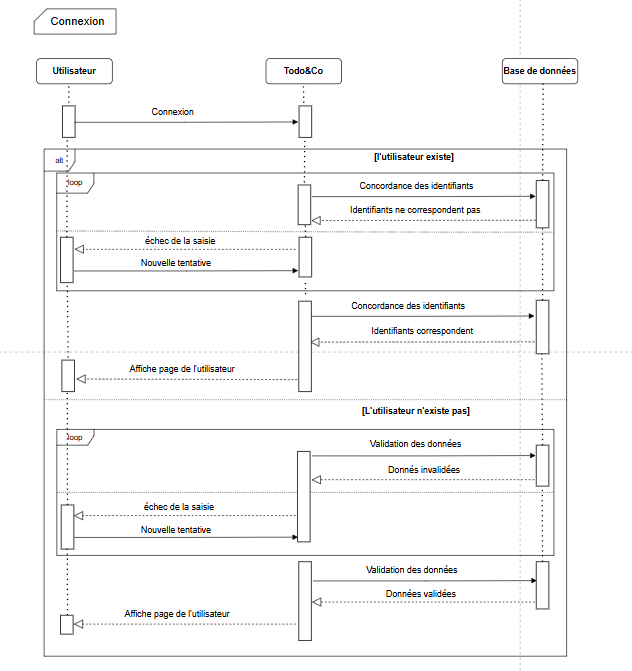 Connexion
Utilisateur
Todo&Co
Base de données
Connexion
alt
[l'utilisateur existe]
loop
Concordance des identifiants
Identifiants ne correspondent pas
échec de la saisie
Nouvelle tentative
Concordance des identifiants
Identifiants correspondent
Affiche page de l'utilisateur
[L'utilisateur n'existe pas]
loop
Validation des données
Donnés invalidées
échec de la saisie
Nouvelle tentative
Validation des données
Données validées
Affiche page de l'utilisateur